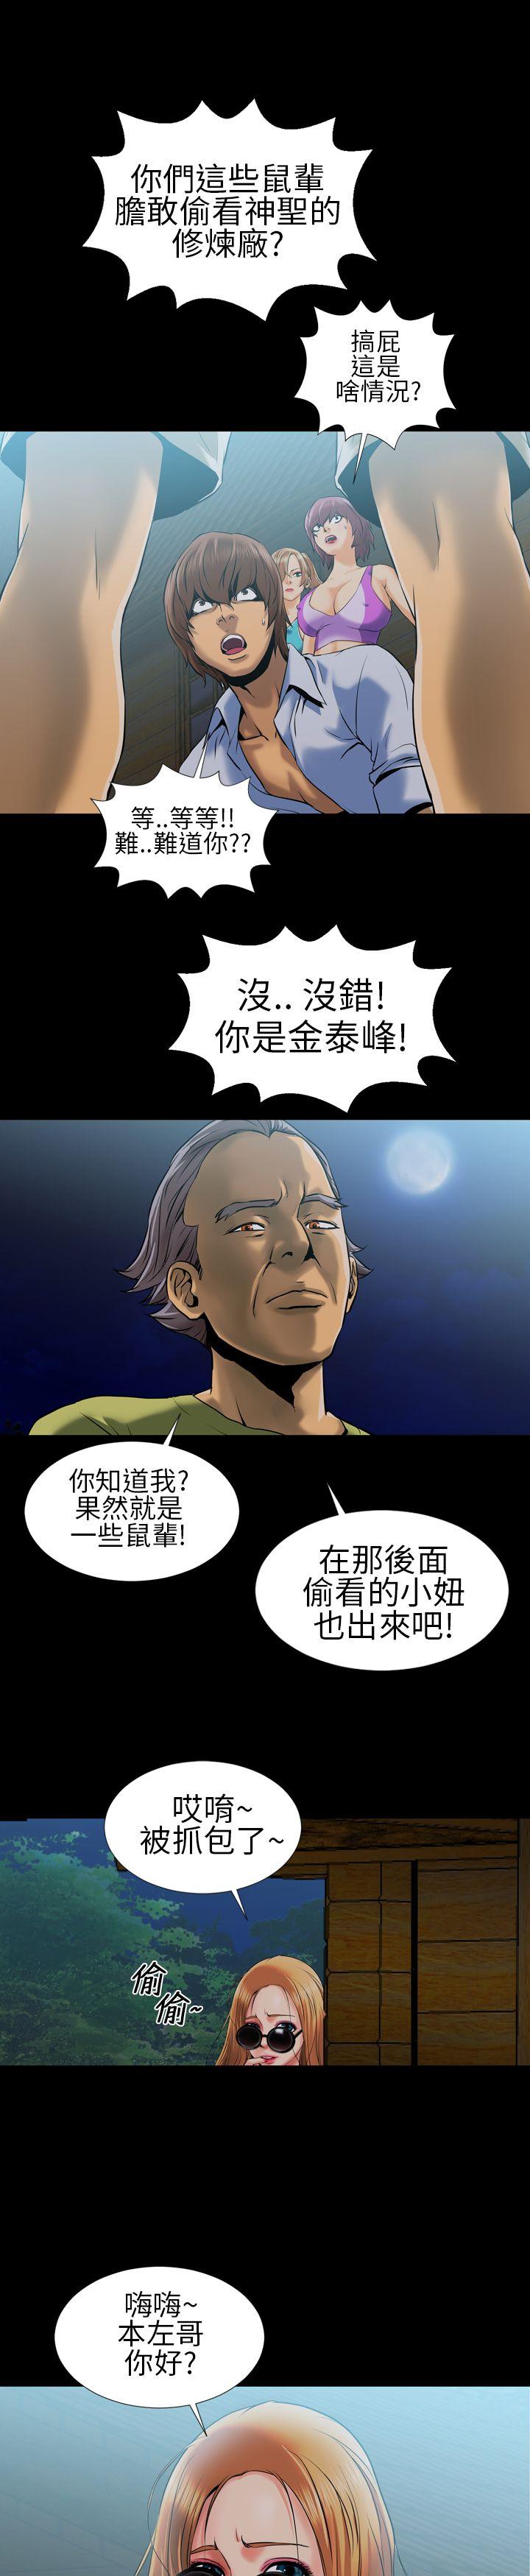 你們這些鼠輩
膽敢偷看神聖的
修煉廠?
搞屁
這是
啥情況?
等..等等!!
難..難道你??
沒.. 沒錯!
你是金泰峰!
你知道我?
果然就是
一些鼠輩!
在那後面
偷看的小妞
也出來吧!
哎唷~
被抓包了~
偷
偷~
嗨嗨~
本左哥
你好?